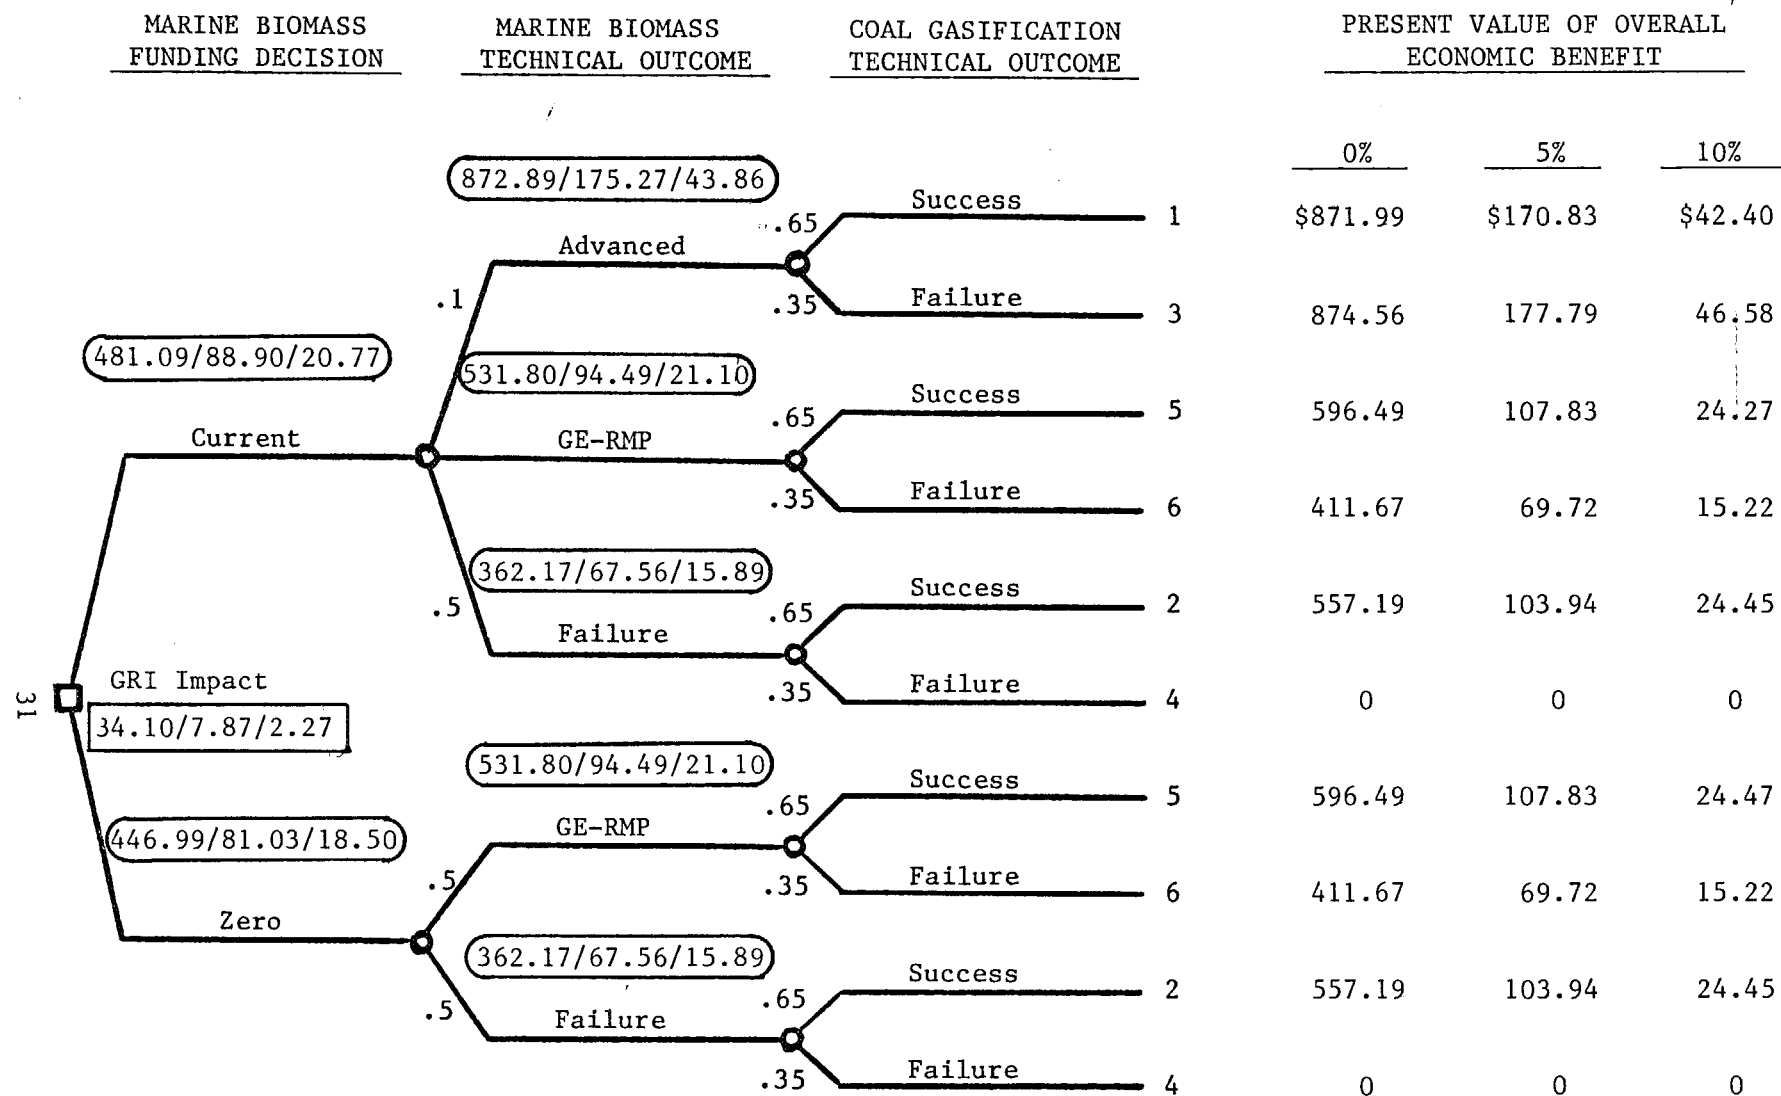 MARINE BIOMASS FUNDING DECISION
MARINE BIOMASS TECHNICAL OUTCOME
COAL GASIFICATION TECHNICAL OUTCOME
PRESENT VALUE OF OVERALL ECONOMIC BENEFIT
0% 5% 10%
872.89/175.27/43.86
.65 Success 1 $871.99 $170.83 $42.40
Advanced
.1
.35 Failure 3 874.56 177.79 46.58
481.09/88.90/20.77
531.80/94.49/21.10
.65 Success 5 596.49 107.83 24.27
Current
GE-RMP
.35 Failure 6 411.67 69.72 15.22
362.17/67.56/15.89
.5
.65 Success 2 557.19 103.94 24.45
Failure
.35 Failure 4 0 0 0
GRI Impact
34.10/7.87/2.27
31
531.80/94.49/21.10
.65 Success 5 596.49 107.83 24.47
GE-RMP
446.99/81.03/18.50
.5
.35 Failure 6 411.67 69.72 15.22
Zero
362.17/67.56/15.89
.65 Success 2 557.19 103.94 24.45
.5
Failure
.35 Failure 4 0 0 0